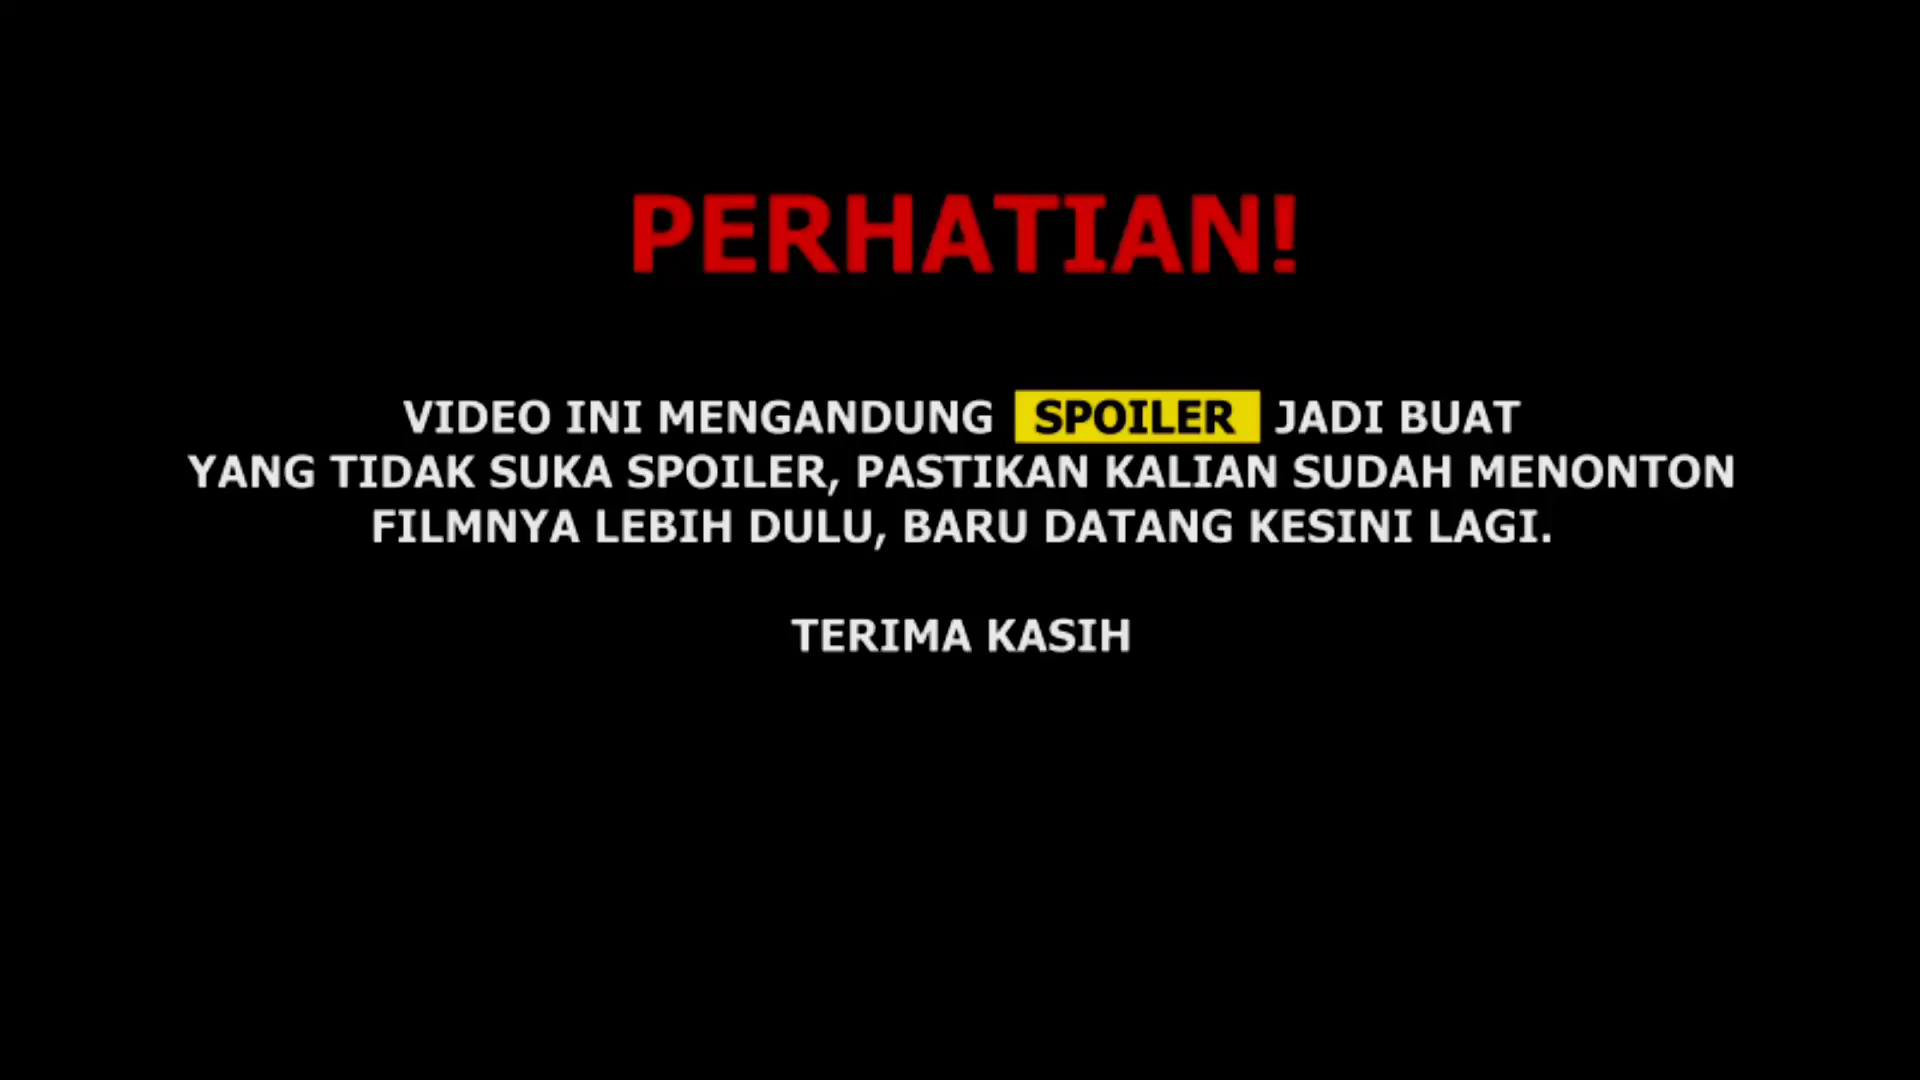 PERHATIAN!
VIDEO INI MENGANDUNG SPOILER JADI BUAT
YANG TIDAK SUKA SPOILER, PASTIKAN KALIAN SUDAH MENONTON
FILMNYA LEBIH DULU, BARU DATANG KESINI LAGI.
TERIMA KASIH